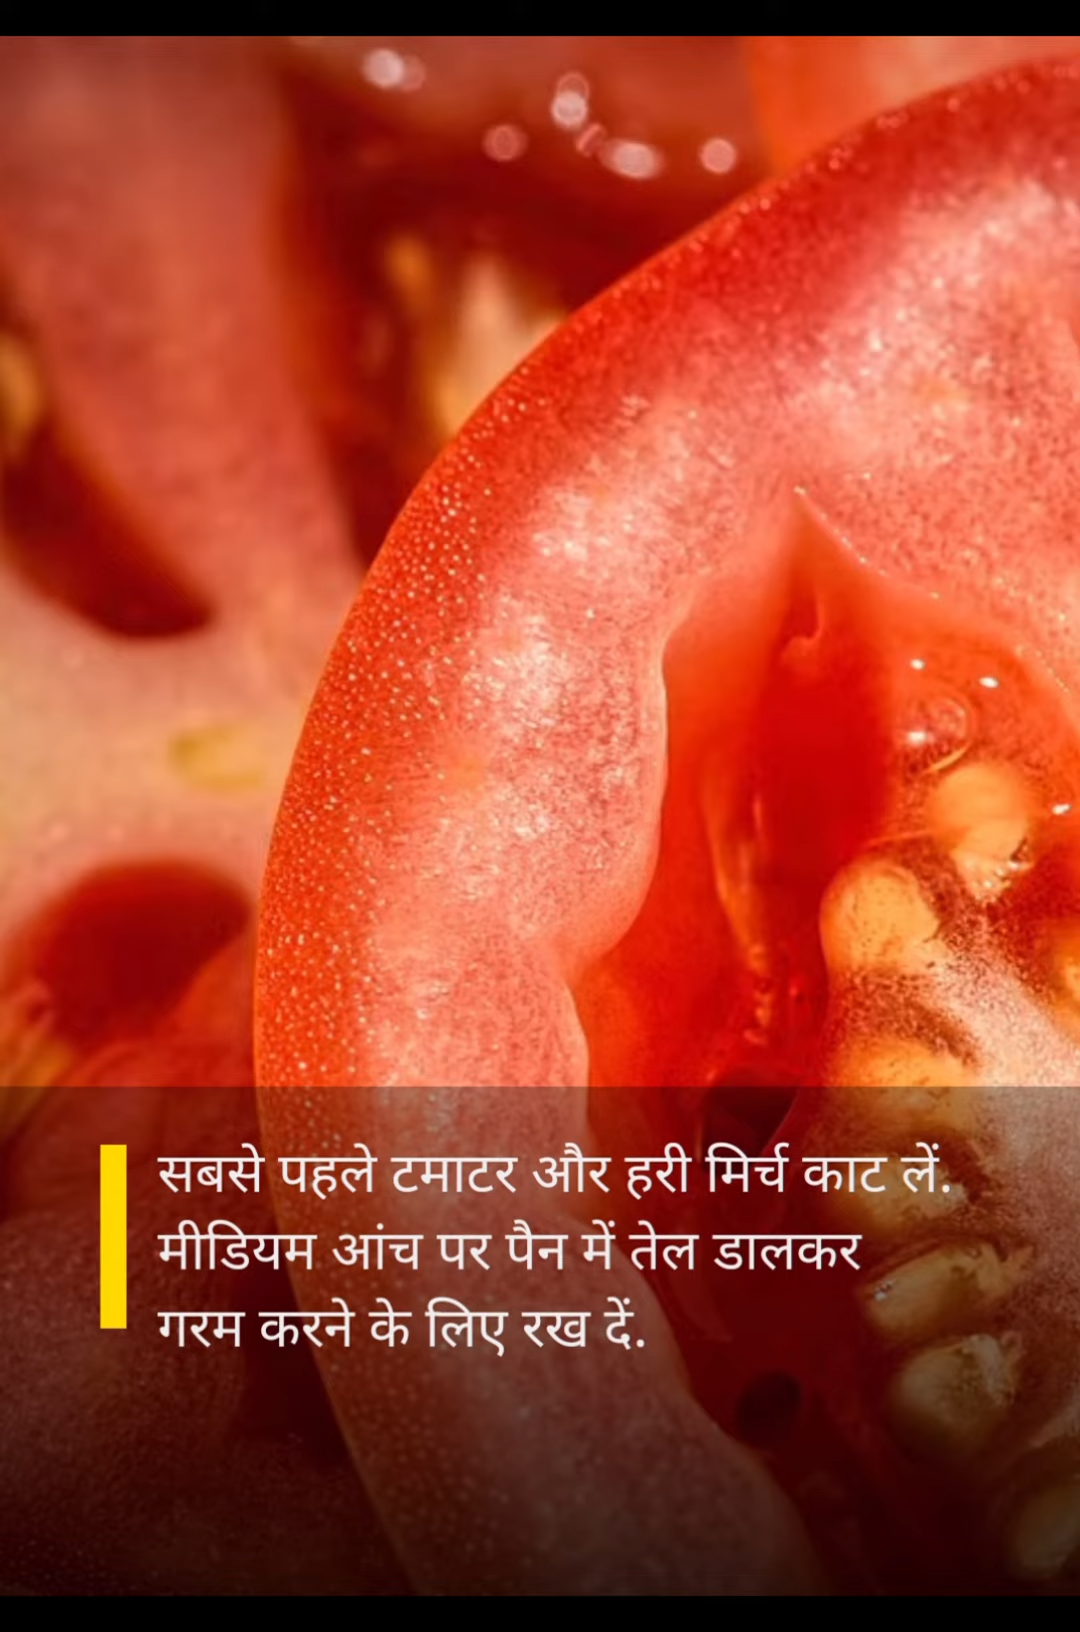 सबसे पहले टमाटर और हरी मिर्च काट लें.
मीडियम आंच पर पैन में तेल डालकर
गरम करने के लिए रख दें.